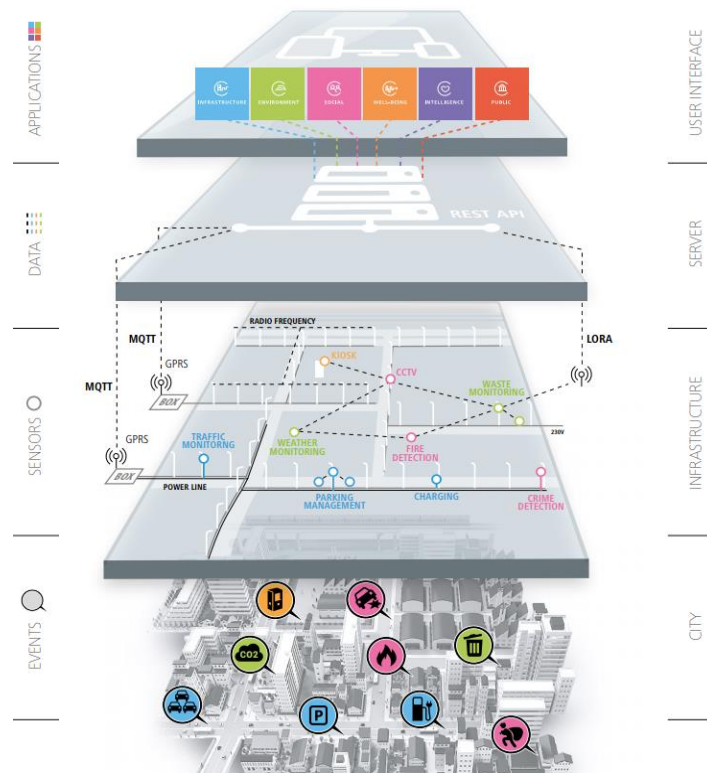 APPLICATIONS
USER INTERFACE
INFRASTRUCTURE
ENVIRONMENT
SOCIAL
WELL-BEING
INTELLIGENCE
PUBLIC
DATA
SERVER
REST API
SENSORS
INFRASTRUCTURE
RADIO FREQUENCY
MQTT
LORA
KIOSK
GPRS
CCTV
MQTT
WASTE
MONITORING
BOX
230V
GPRS
TRAFFIC
MONITORNG
WEATHER
MONITORING
FIRE
DETECTION
BOX
POWER LINE
PARKING
MANAGEMENT
CHARGING
CRIME
DETECTION
EVENTS
CITY
CO2
P